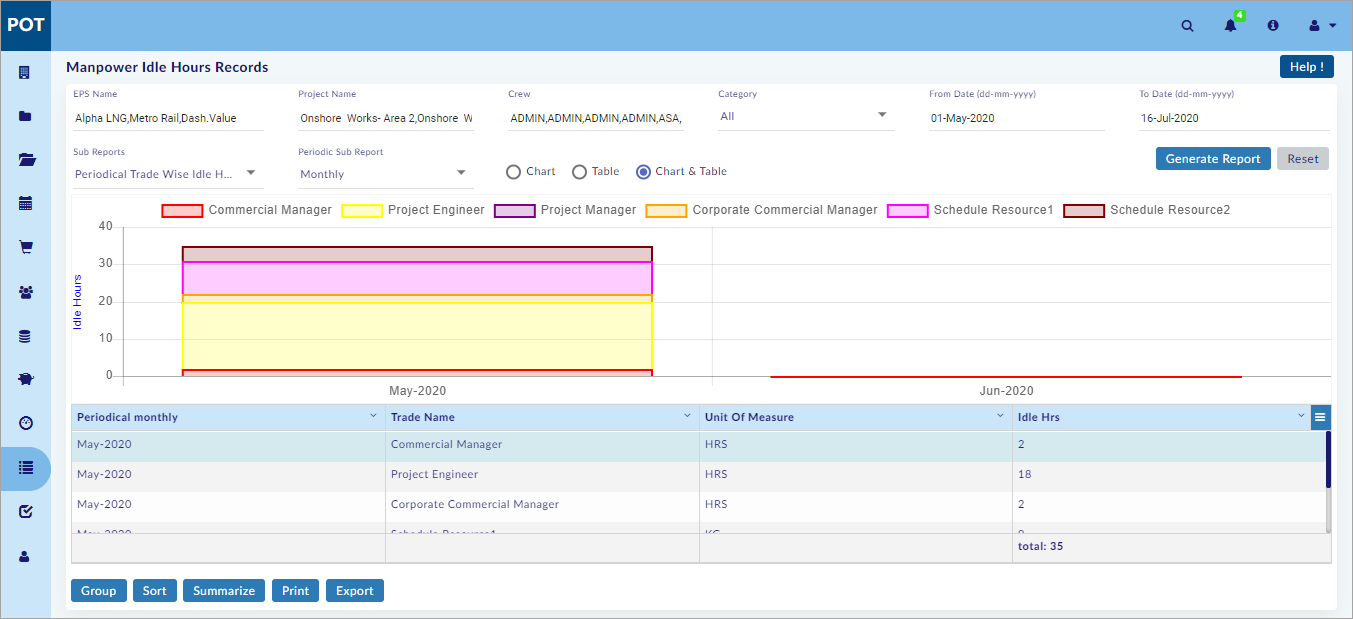 POT
4
Manpower Idle Hours Records
Help !
EPS Name Project Name Crew Category From Date (dd-mm-yyyy) To Date (dd-mm-yyyy)
Alpha LNG,Metro Rail,Dash.Value Onshore Works- Area 2,Onshore W ADMIN,ADMIN,ADMIN,ADMIN,ASA, All 01-May-2020 16-Jul-2020
Sub Reports Periodic Sub Report
Periodical Trade Wise Idle H... Monthly Chart Table Chart & Table Generate Report Reset
Commercial Manager Project Engineer Project Manager Corporate Commercial Manager Schedule Resource1 Schedule Resource2
40
30
20
10
0
Idle Hours
May-2020 Jun-2020
Periodical monthly Trade Name Unit Of Measure Idle Hrs
May-2020 Commercial Manager HRS 2
May-2020 Project Engineer HRS 18
May-2020 Corporate Commercial Manager HRS 2
May-2020 Schedule Resource1 KG 9
total: 35
Group Sort Summarize Print Export